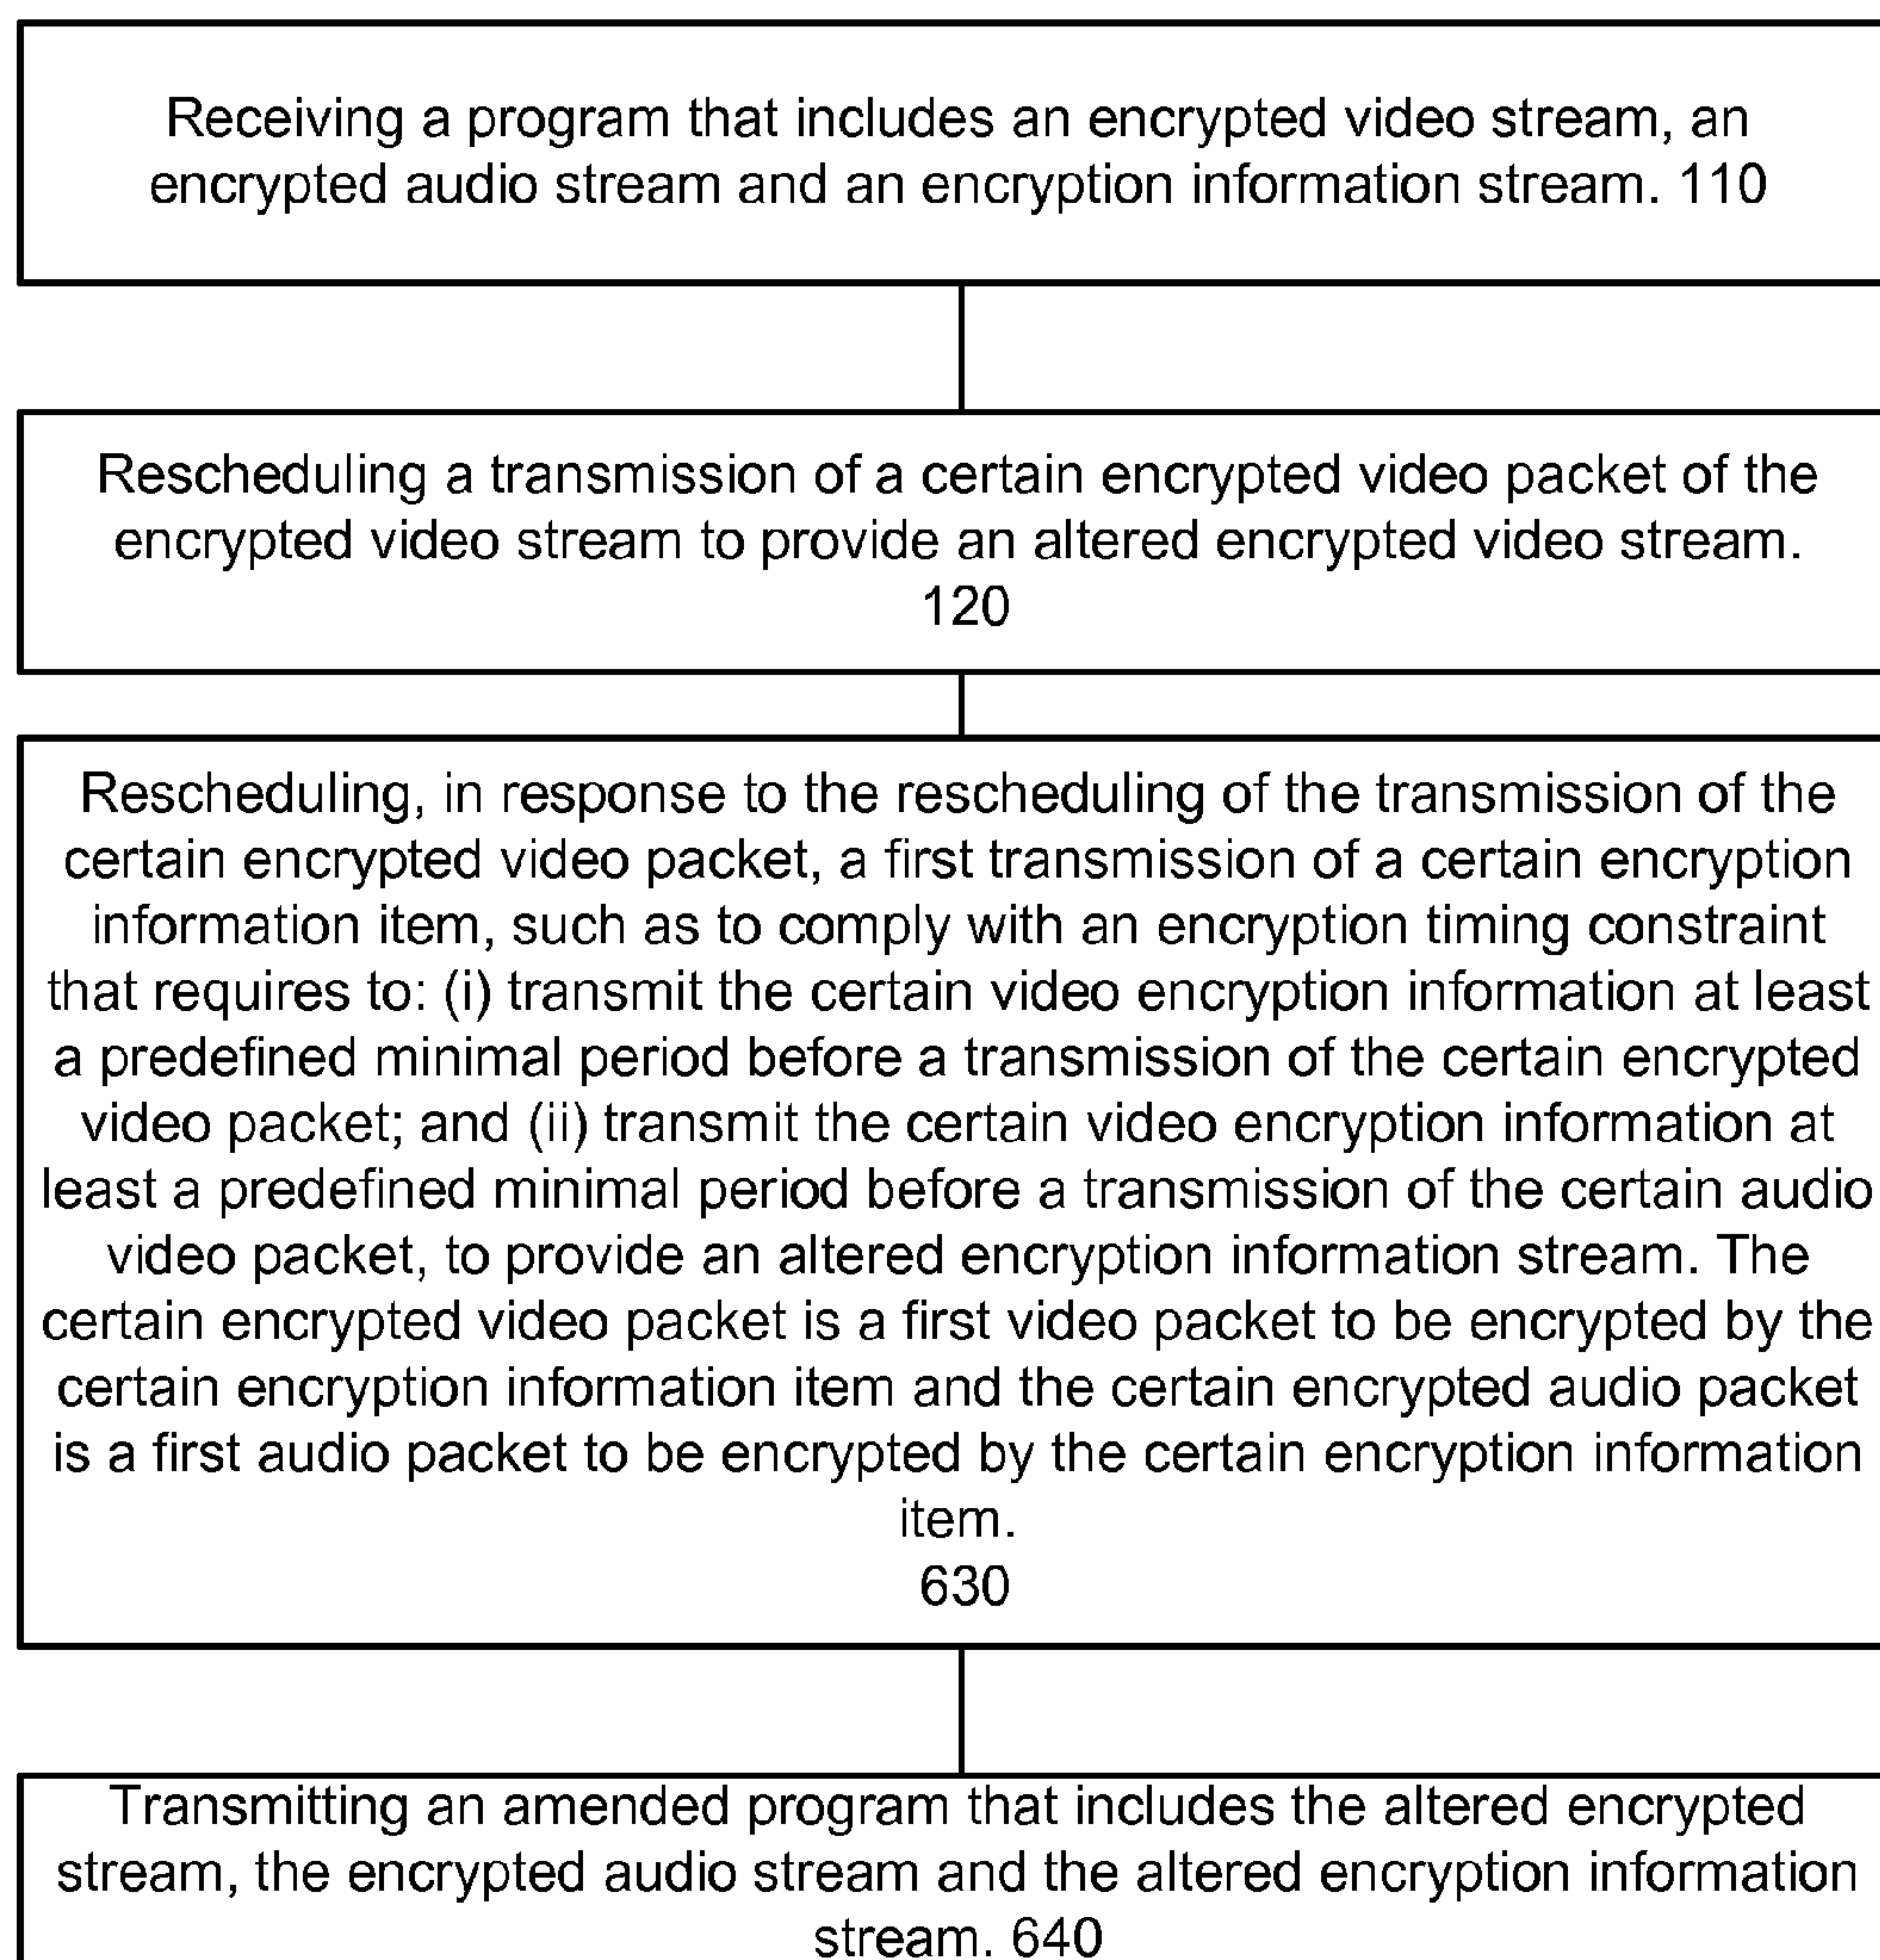 Receiving a program that includes an encrypted video stream, an
encrypted audio stream and an encryption information stream. 110
Rescheduling a transmission of a certain encrypted video packet of the
encrypted video stream to provide an altered encrypted video stream.
120
Rescheduling, in response to the rescheduling of the transmission of the
certain encrypted video packet, a first transmission of a certain encryption
information item, such as to comply with an encryption timing constraint
that requires to: (i) transmit the certain video encryption information at least
a predefined minimal period before a transmission of the certain encrypted
video packet; and (ii) transmit the certain video encryption information at
least a predefined minimal period before a transmission of the certain audio
video packet, to provide an altered encryption information stream. The
certain encrypted video packet is a first video packet to be encrypted by the
certain encryption information item and the certain encrypted audio packet
is a first audio packet to be encrypted by the certain encryption information
item.
630
Transmitting an amended program that includes the altered encrypted
stream, the encrypted audio stream and the altered encryption information
stream. 640